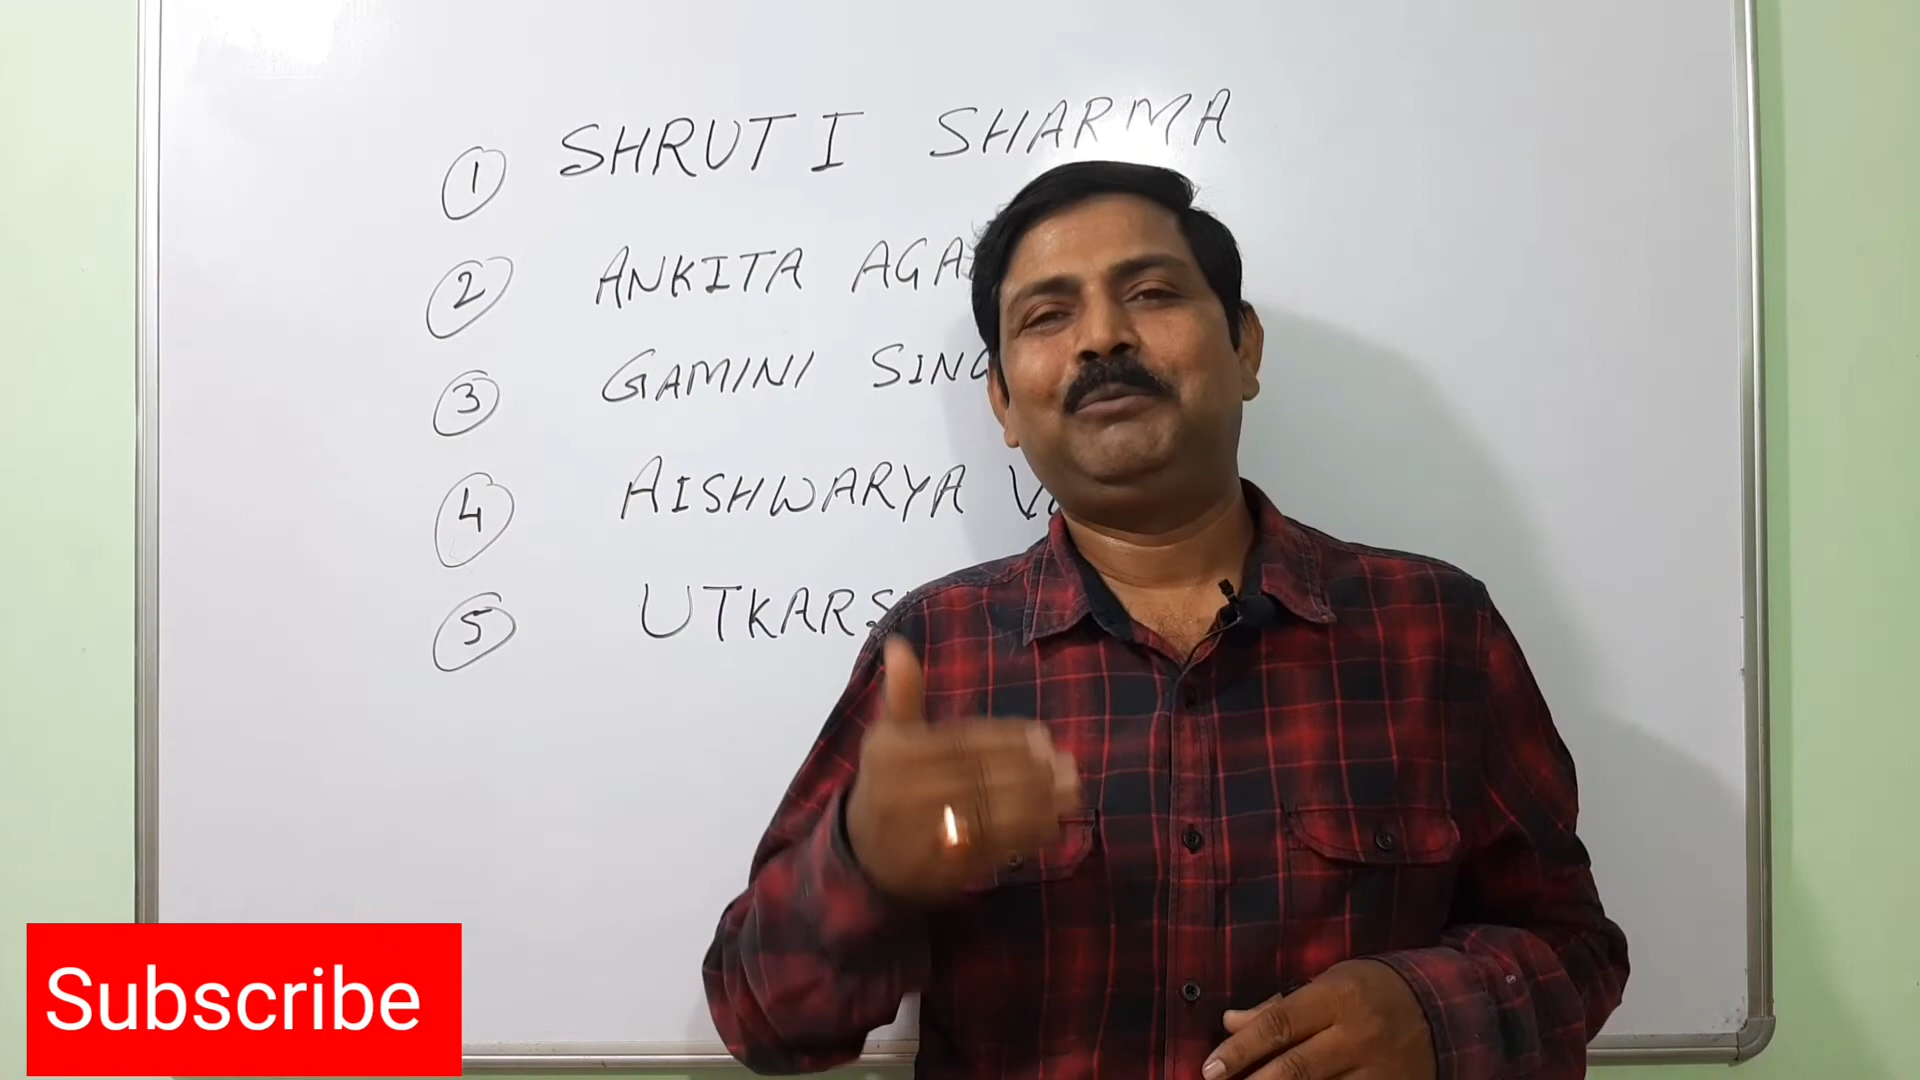 1 SHRUTI SHARMA
2 ANKITA
3 GAMINI
4 AISHWARYA
5
Subscribe